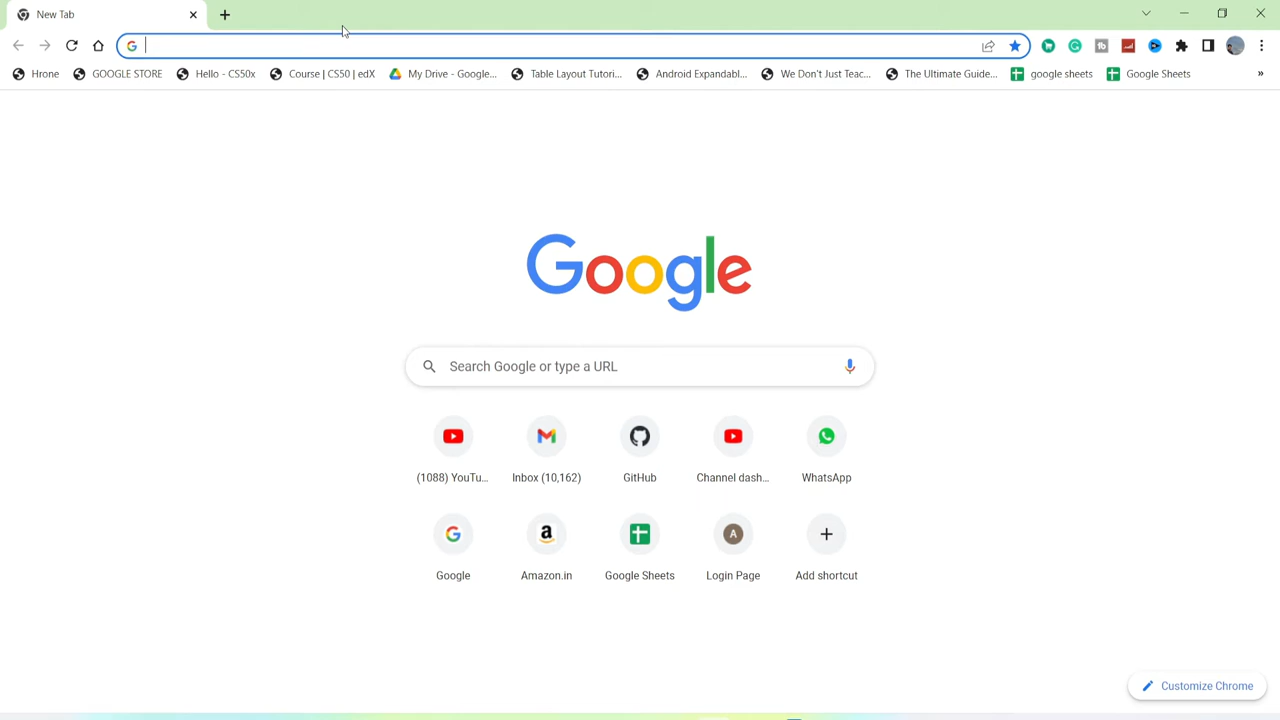 New Tab
Hrone
GOOGLE STORE
Hello - CS50x
Course | CS50 | edX
My Drive - Google...
Table Layout Tutori...
Android Expandabl...
We Don't Just Teac...
The Ultimate Guide...
google sheets
Google Sheets
»
Google
Search Google or type a URL
(1088) YouTu...
Inbox (10,162)
GitHub
Channel dash...
WhatsApp
Google
Amazon.in
Google Sheets
A
Login Page
Add shortcut
Customize Chrome